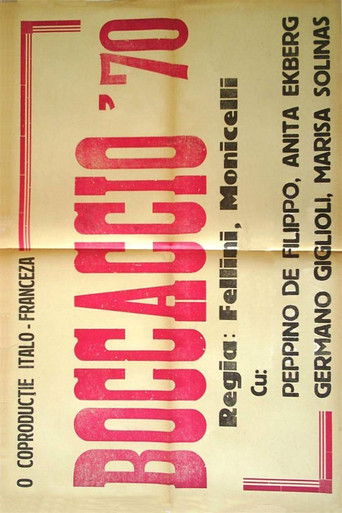 O COPRODUCȚIE ITALO-FRANCEZA
BOCCACCIO '70
Regia: Fellini, Monicelli
Cu:
PEPPINO DE FILIPPO, ANITA EKBERG
GERMANO GIGLIOLI, MARISA SOLINAS